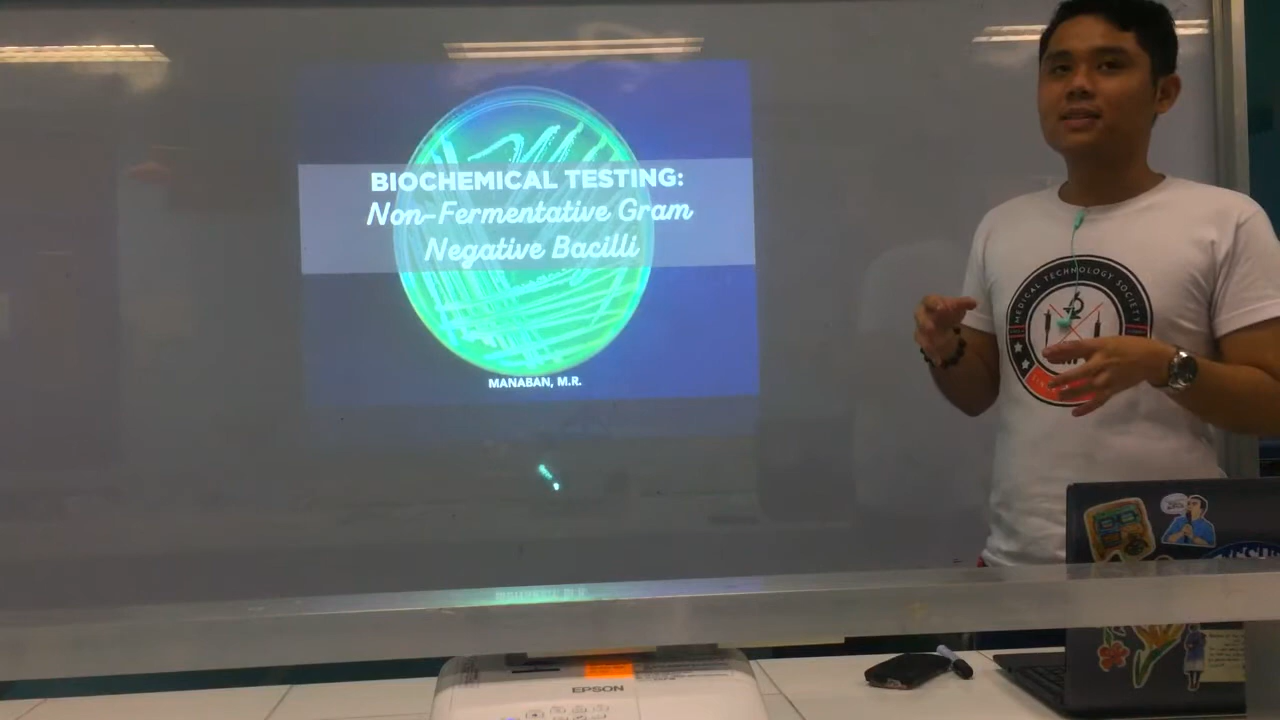 BIOCHEMICAL TESTING:
Non-Fermentative Gram
Negative Bacilli
MANABAN, M.R.
MEDICAL TECHNOLOGY SOCIETY
EPSON